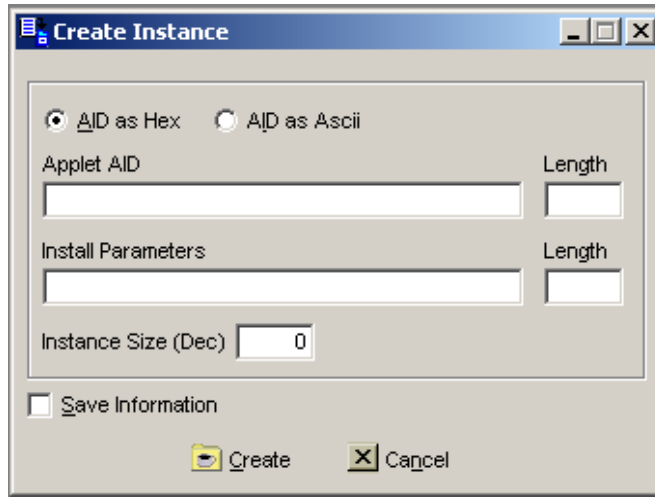 Create Instance
AID as Hex AID as Ascii
Applet AID Length
Install Parameters Length
Instance Size (Dec) 0
Save Information
Create Cancel